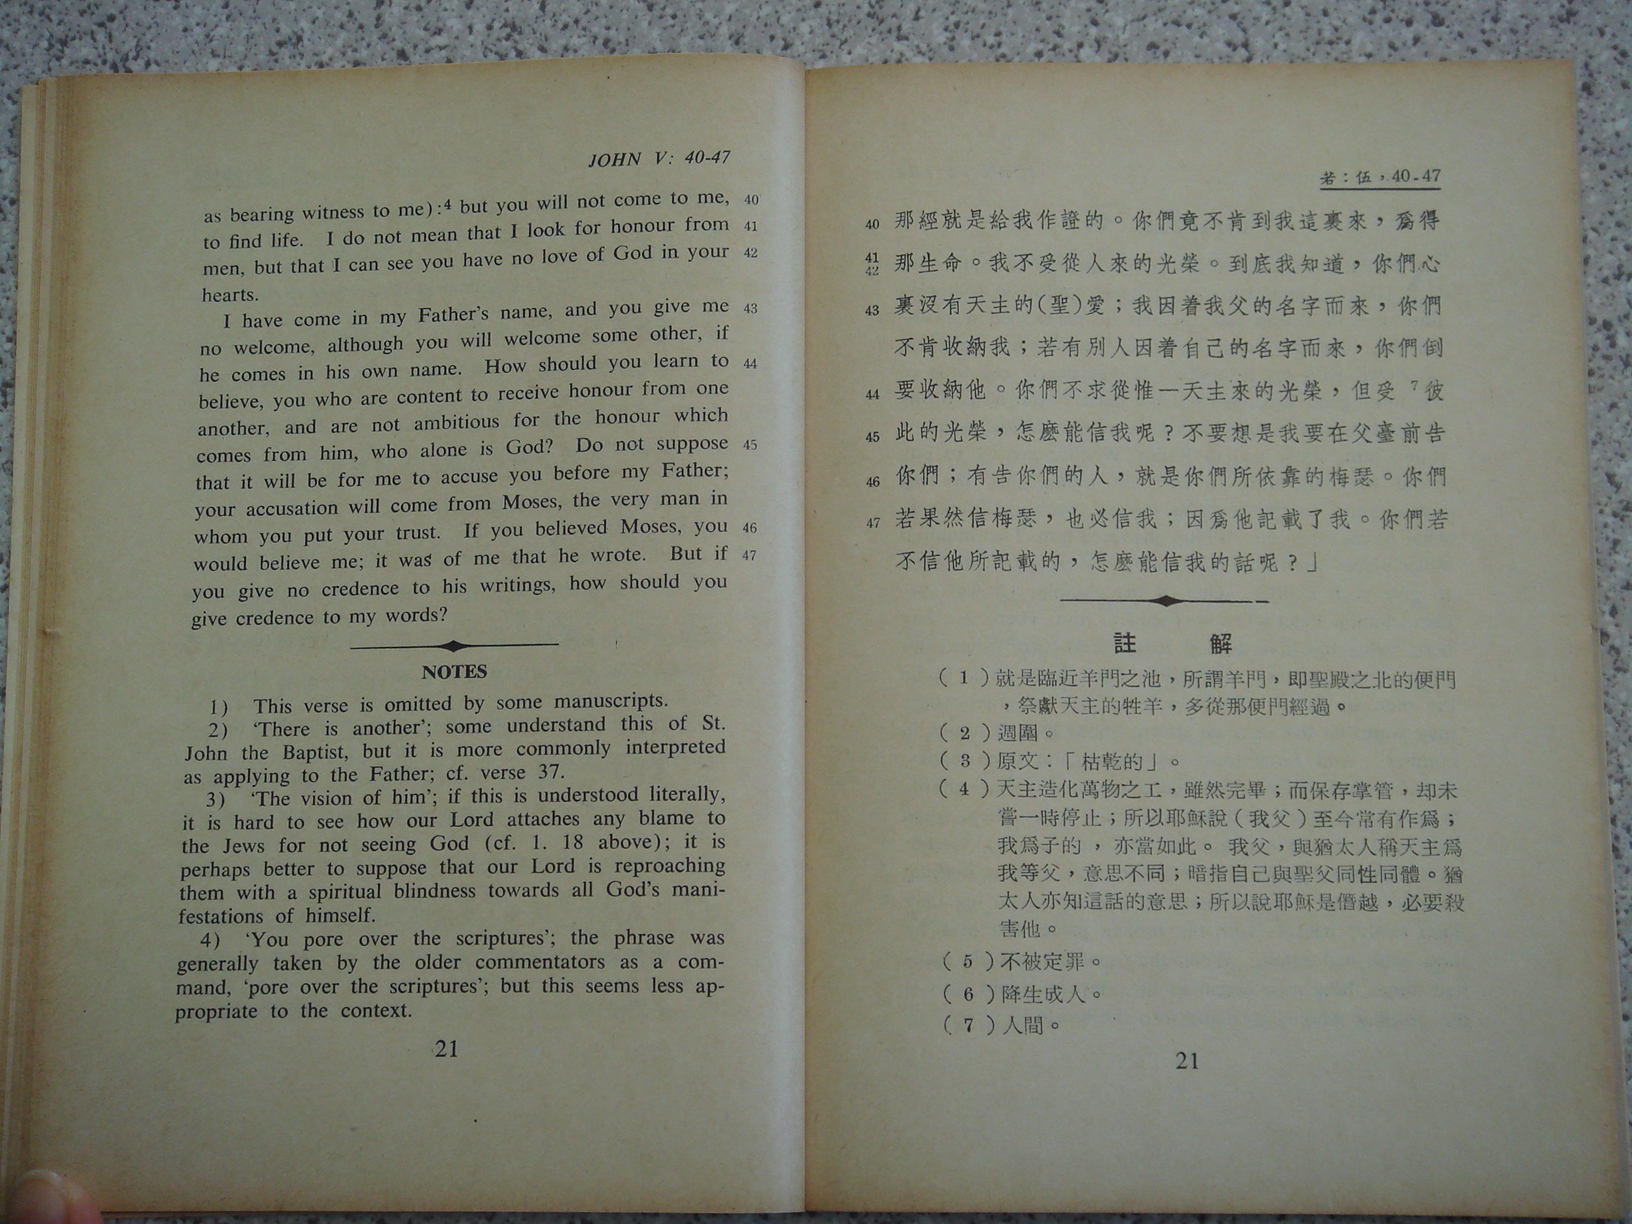 JOHN V: 40-47
as bearing witness to me):⁴ but you will not come to me, 40
to find life. I do not mean that I look for honour from 41
men, but that I can see you have no love of God in your 42
hearts.
I have come in my Father's name, and you give me 43
no welcome, although you will welcome some other, if
he comes in his own name. How should you learn to 44
believe, you who are content to receive honour from one
another, and are not ambitious for the honour which
comes from him, who alone is God? Do not suppose 45
that it will be for me to accuse you before my Father;
your accusation will come from Moses, the very man in
whom you put your trust. If you believed Moses, you 46
would believe me; it was of me that he wrote. But if 47
you give no credence to his writings, how should you
give credence to my words?
NOTES
1) This verse is omitted by some manuscripts.
2) 'There is another'; some understand this of St.
John the Baptist, but it is more commonly interpreted
as applying to the Father; cf. verse 37.
3) 'The vision of him'; if this is understood literally,
it is hard to see how our Lord attaches any blame to
the Jews for not seeing God (cf. 1. 18 above); it is
perhaps better to suppose that our Lord is reproaching
them with a spiritual blindness towards all God's mani-
festations of himself.
4) 'You pore over the scriptures'; the phrase was
generally taken by the older commentators as a com-
mand, 'pore over the scriptures'; but this seems less ap-
propriate to the context.
21
若：伍，40-47
40 那經就是給我作證的。你們竟不肯到我這裏來，爲得
41 42 那生命。我不受從人來的光榮。到底我知道，你們心
43 裏沒有天主的(聖)愛；我因着我父的名字而來，你們
不肯收納我；若有別人因着自己的名字而來，你們倒
44 要收納他。你們不求從惟一天主來的光榮，但受 ⁷彼
45 此的光榮，怎麽能信我呢？不要想是我要在父臺前告
46 你們；有告你們的人，就是你們所依靠的梅瑟。你們
47 若果然信梅瑟，也必信我；因爲他記載了我。你們若
不信他所記載的，怎麽能信我的話呢？」
註 解
（1）就是臨近羊門之池，所謂羊門，即聖殿之北的便門
，祭獻天主的牲羊，多從那便門經過。
（2）週圍。
（3）原文：「枯乾的」。
（4）天主造化萬物之工，雖然完畢；而保存掌管，却未
嘗一時停止；所以耶穌說（我父）至今常有作爲；
我爲子的，亦當如此。我父，與猶太人稱天主爲
我等父，意思不同；暗指自己與聖父同性同體。猶
太人亦知這話的意思；所以說耶穌是僭越，必要殺
害他。
（5）不被定罪。
（6）降生成人。
（7）人間。
21